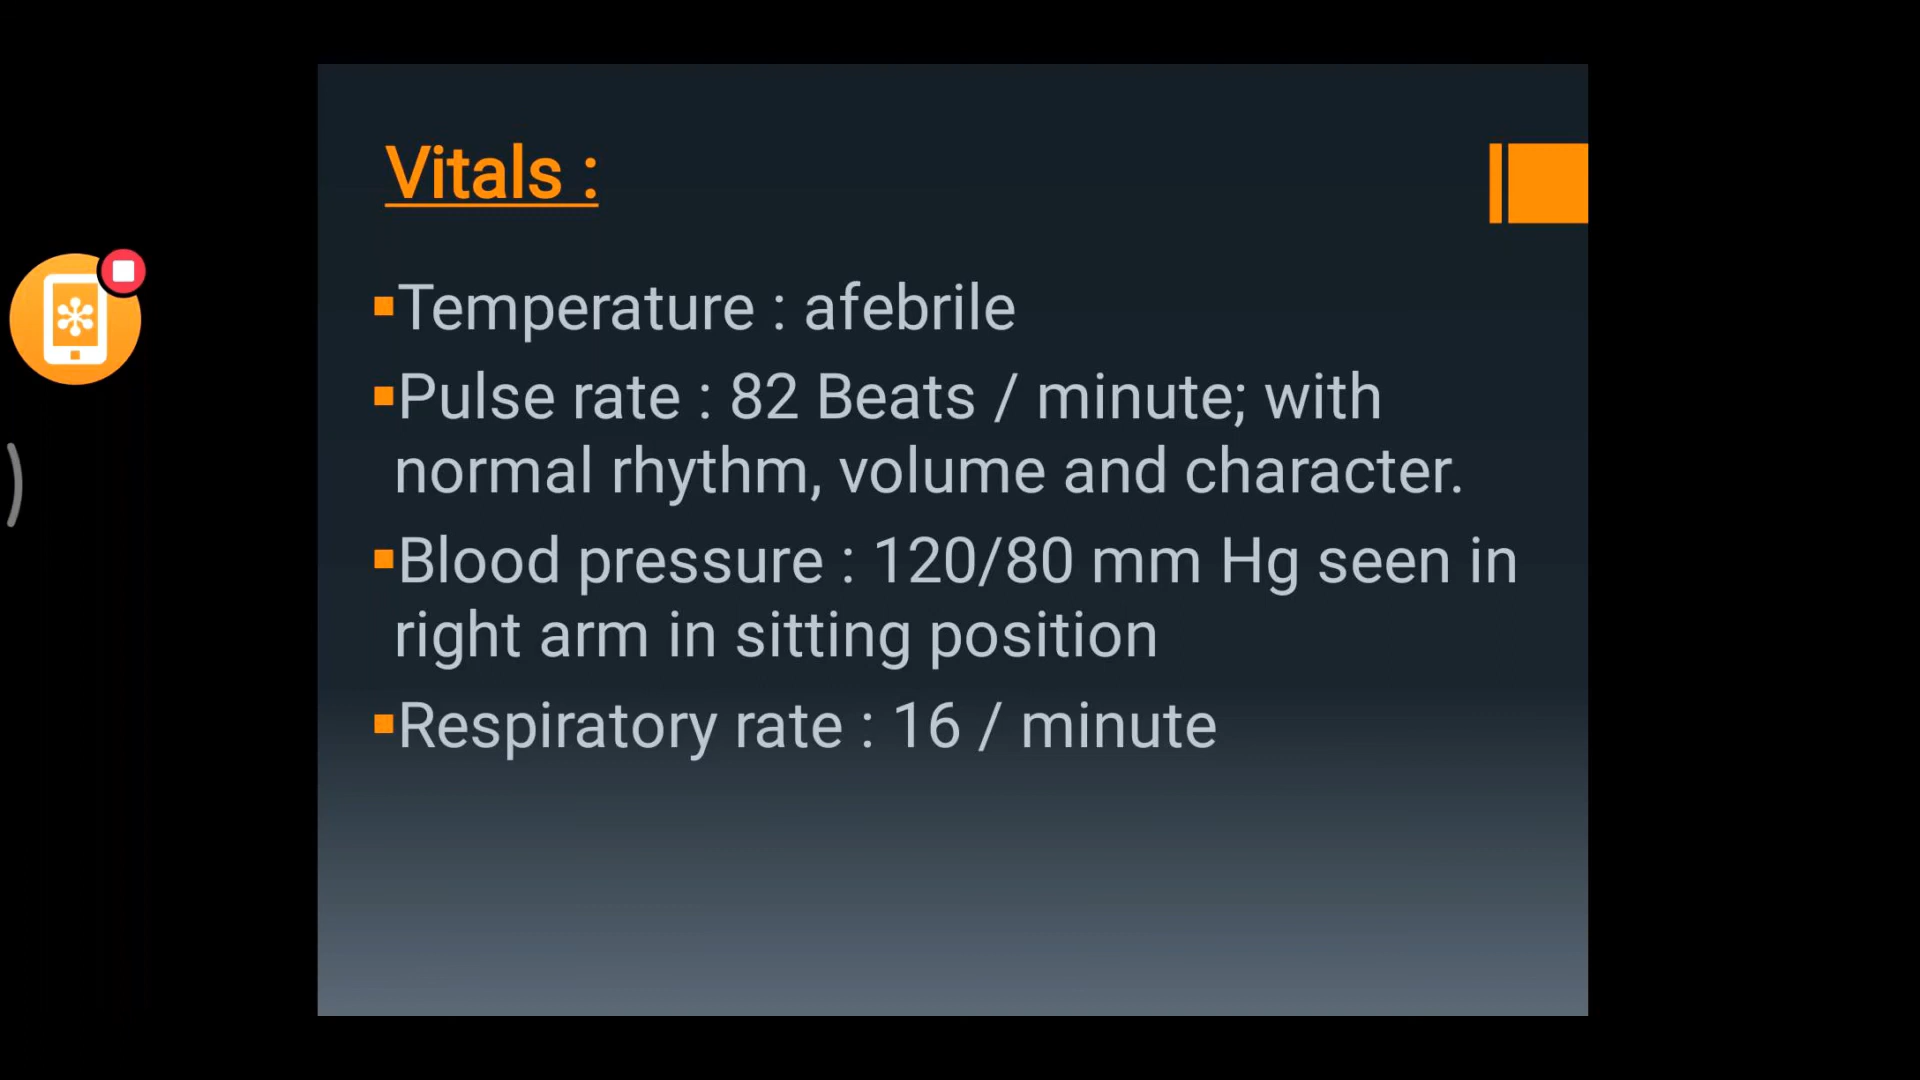 Vitals :
Temperature : afebrile
Pulse rate : 82 Beats / minute; with
normal rhythm, volume and character.
Blood pressure : 120/80 mm Hg seen in
right arm in sitting position
Respiratory rate : 16 / minute